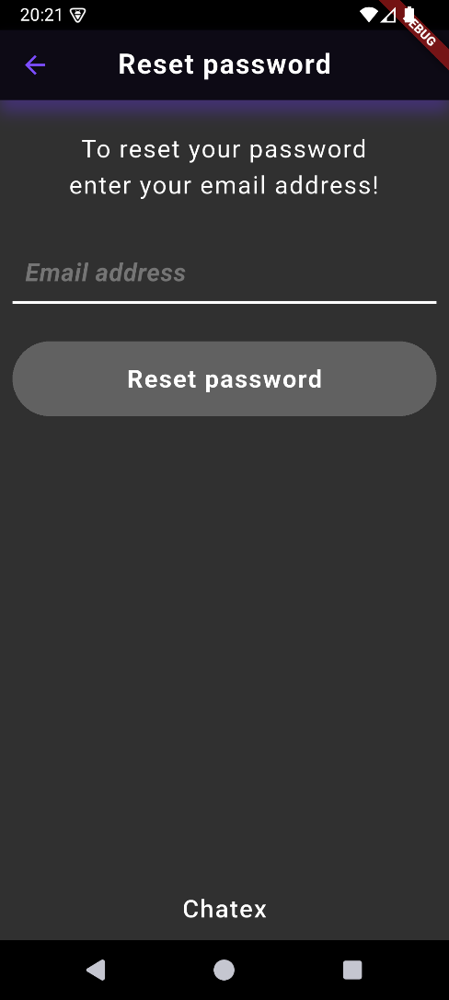 20:21
DEBUG
Reset password
To reset your password
enter your email address!
Email address
Reset password
Chatex